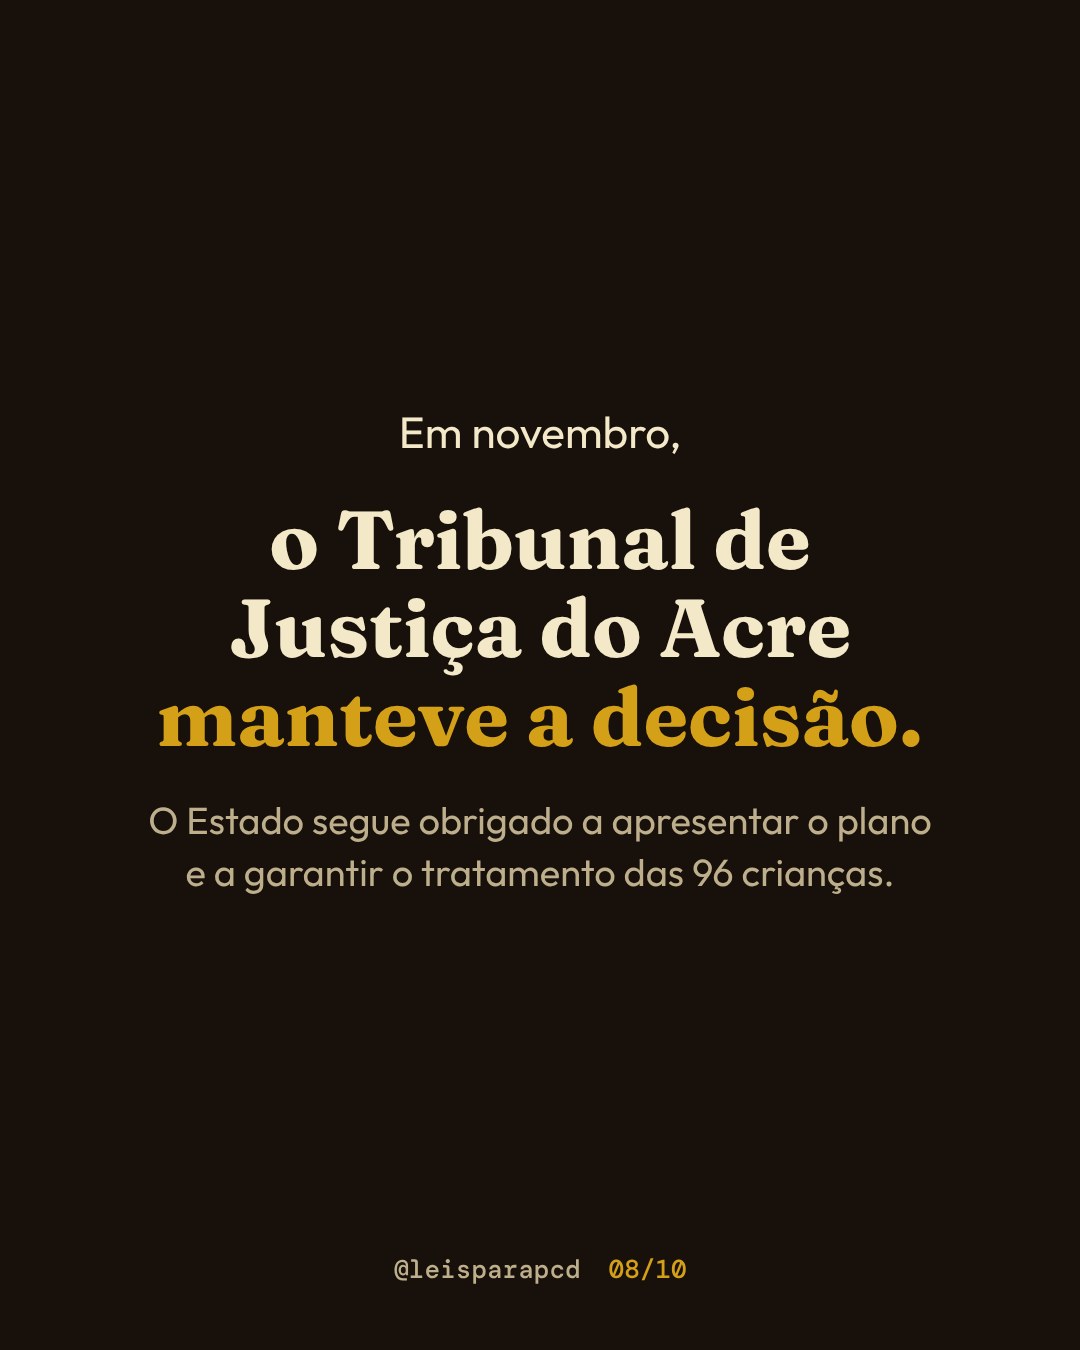 Em novembro,
o Tribunal de
Justiça do Acre
manteve a decisão.
O Estado segue obrigado a apresentar o plano
e a garantir o tratamento das 96 crianças.
@leisparapcd 08/10